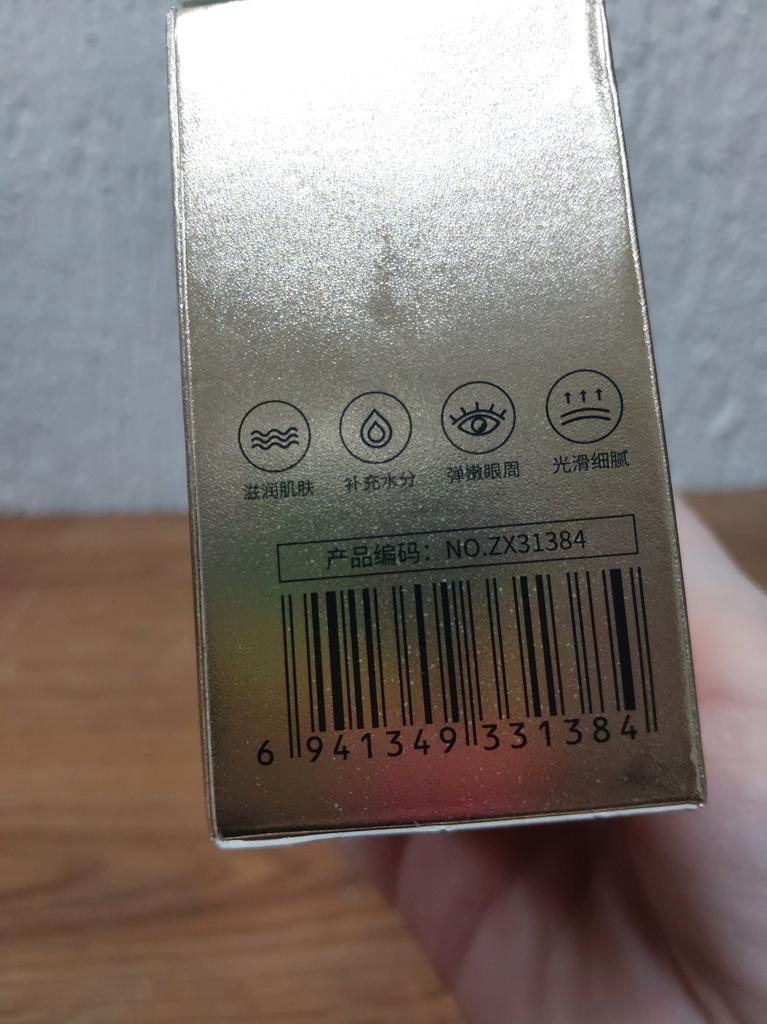 滋润肌肤 补充水分 弹嫩眼周 光滑细腻
产品编码：NO.ZX31384
6 941349 331384